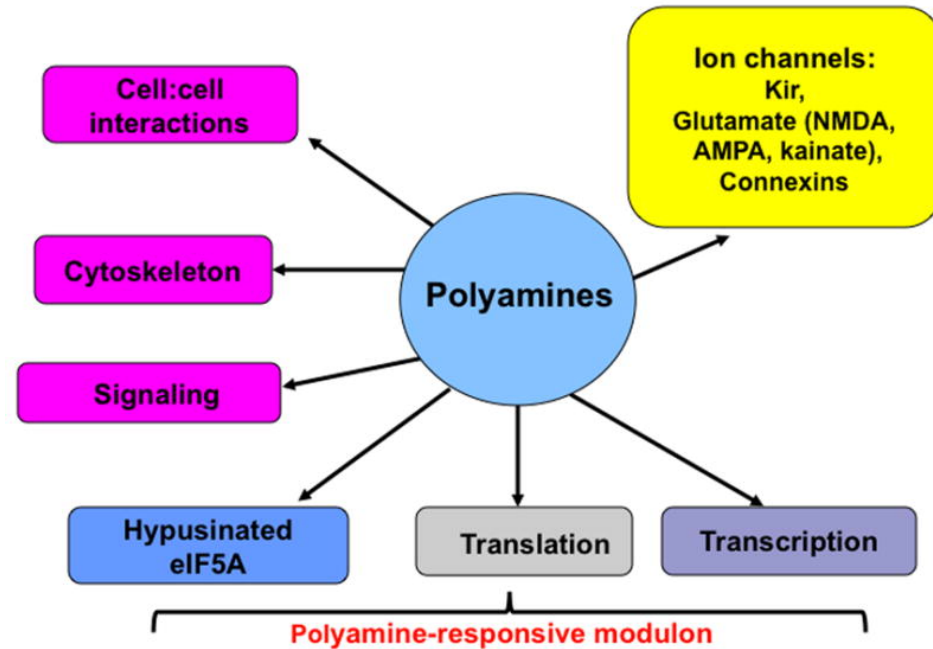 Cell:cell
interactions
Ion channels:
Kir,
Glutamate (NMDA,
AMPA, kainate),
Connexins
Cytoskeleton
Polyamines
Signaling
Hypusinated
eIF5A
Translation
Transcription
Polyamine-responsive modulon